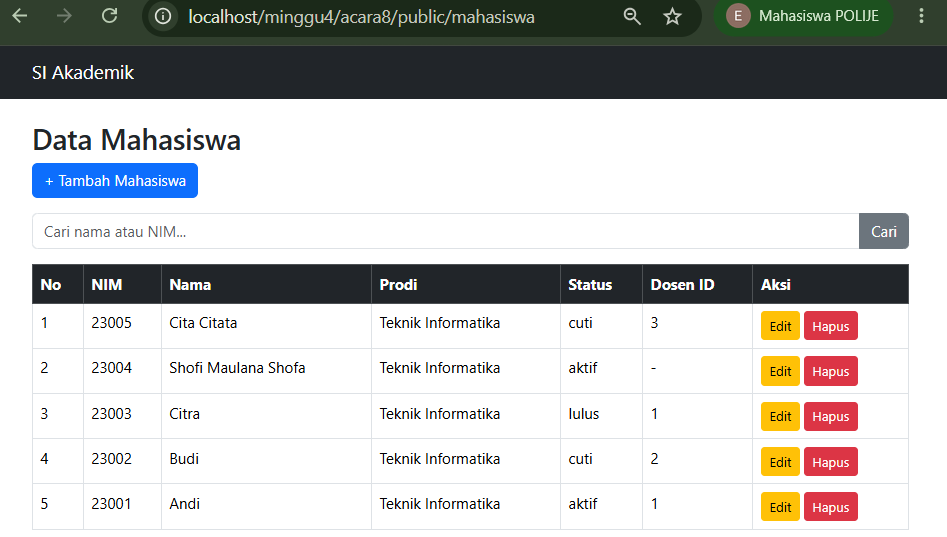 localhost/minggu4/acara8/public/mahasiswa E Mahasiswa POLIJE
SI Akademik
Data Mahasiswa
+ Tambah Mahasiswa
Cari nama atau NIM... Cari
No NIM Nama Prodi Status Dosen ID Aksi
1 23005 Cita Citata Teknik Informatika cuti 3 Edit Hapus
2 23004 Shofi Maulana Shofa Teknik Informatika aktif - Edit Hapus
3 23003 Citra Teknik Informatika lulus 1 Edit Hapus
4 23002 Budi Teknik Informatika cuti 2 Edit Hapus
5 23001 Andi Teknik Informatika aktif 1 Edit Hapus